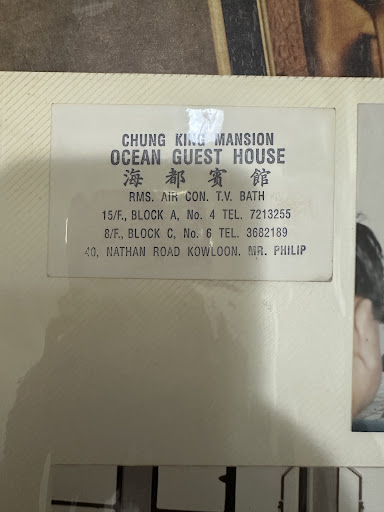 CHUNG KING MANSION
OCEAN GUEST HOUSE
海都賓館
RMS. AIR CON. T.V. BATH
15/F., BLOCK A, No. 4 TEL. 7213255
8/F., BLOCK C, No. 6 TEL. 3682189
40, NATHAN ROAD KOWLOON. MR. PHILIP